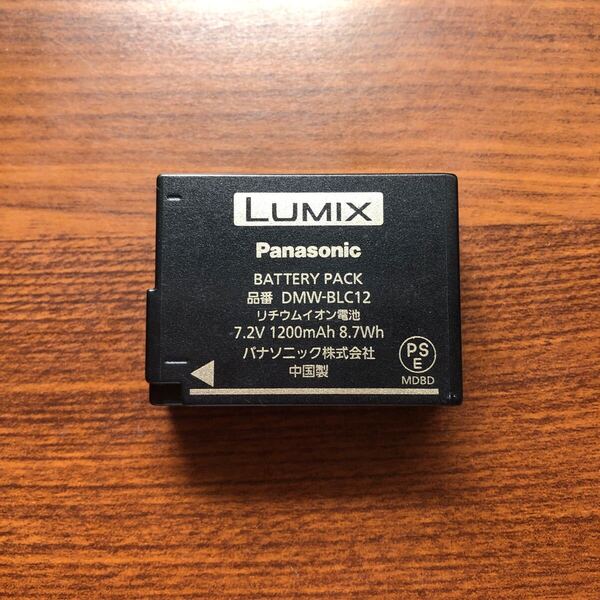 LUMIX
Panasonic
BATTERY PACK
品番 DMW-BLC12
リチウムイオン電池
7.2V 1200mAh 8.7Wh
パナソニック株式会社
中国製
PS
E
MDBD